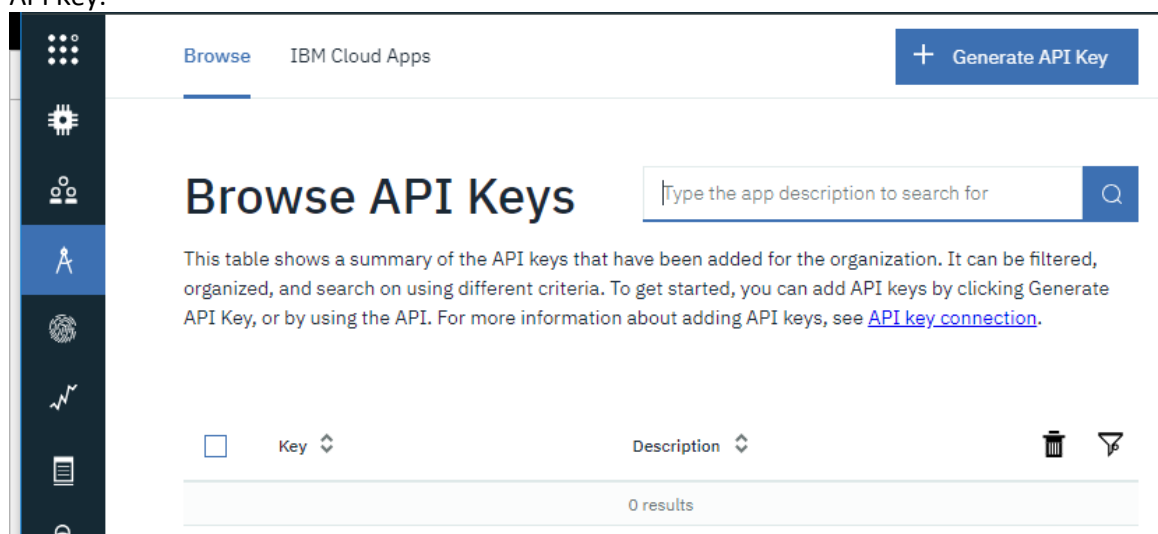 API Key.
Browse IBM Cloud Apps + Generate API Key
Browse API Keys
Type the app description to search for
This table shows a summary of the API keys that have been added for the organization. It can be filtered,
organized, and search on using different criteria. To get started, you can add API keys by clicking Generate
API Key, or by using the API. For more information about adding API keys, see API key connection.
Key Description
0 results